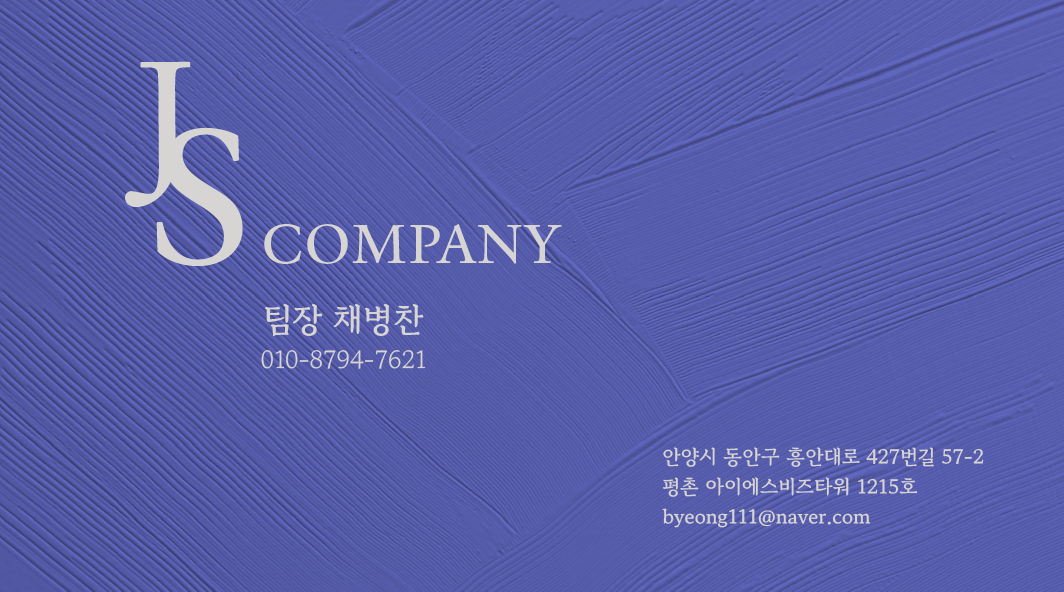 JS COMPANY
팀장 채병찬
010-8794-7621
안양시 동안구 흥안대로 427번길 57-2
평촌 아이에스비즈타워 1215호
byeong111@naver.com